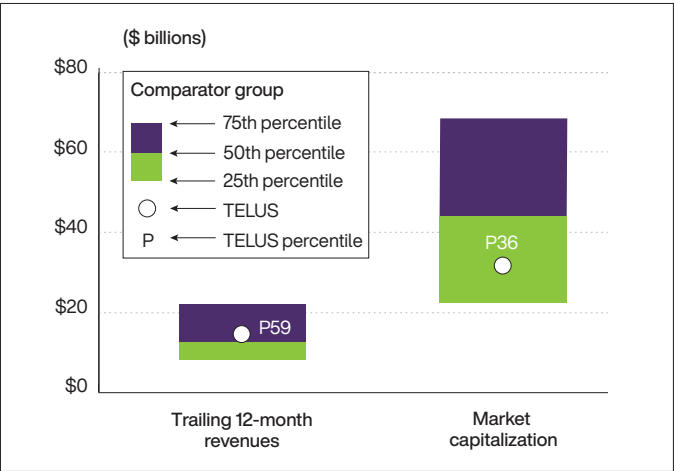 ($ billions)
$80
Comparator group
75th percentile
50th percentile
25th percentile
TELUS
P TELUS percentile
$60
$40
$20
$0
P59
P36
Trailing 12-month
revenues
Market
capitalization